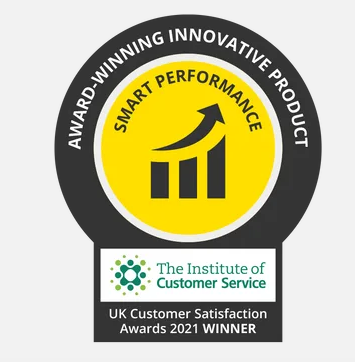 AWARD-WINNING INNOVATIVE PRODUCT
SMART PERFORMANCE
The Institute of
Customer Service
UK Customer Satisfaction
Awards 2021 WINNER